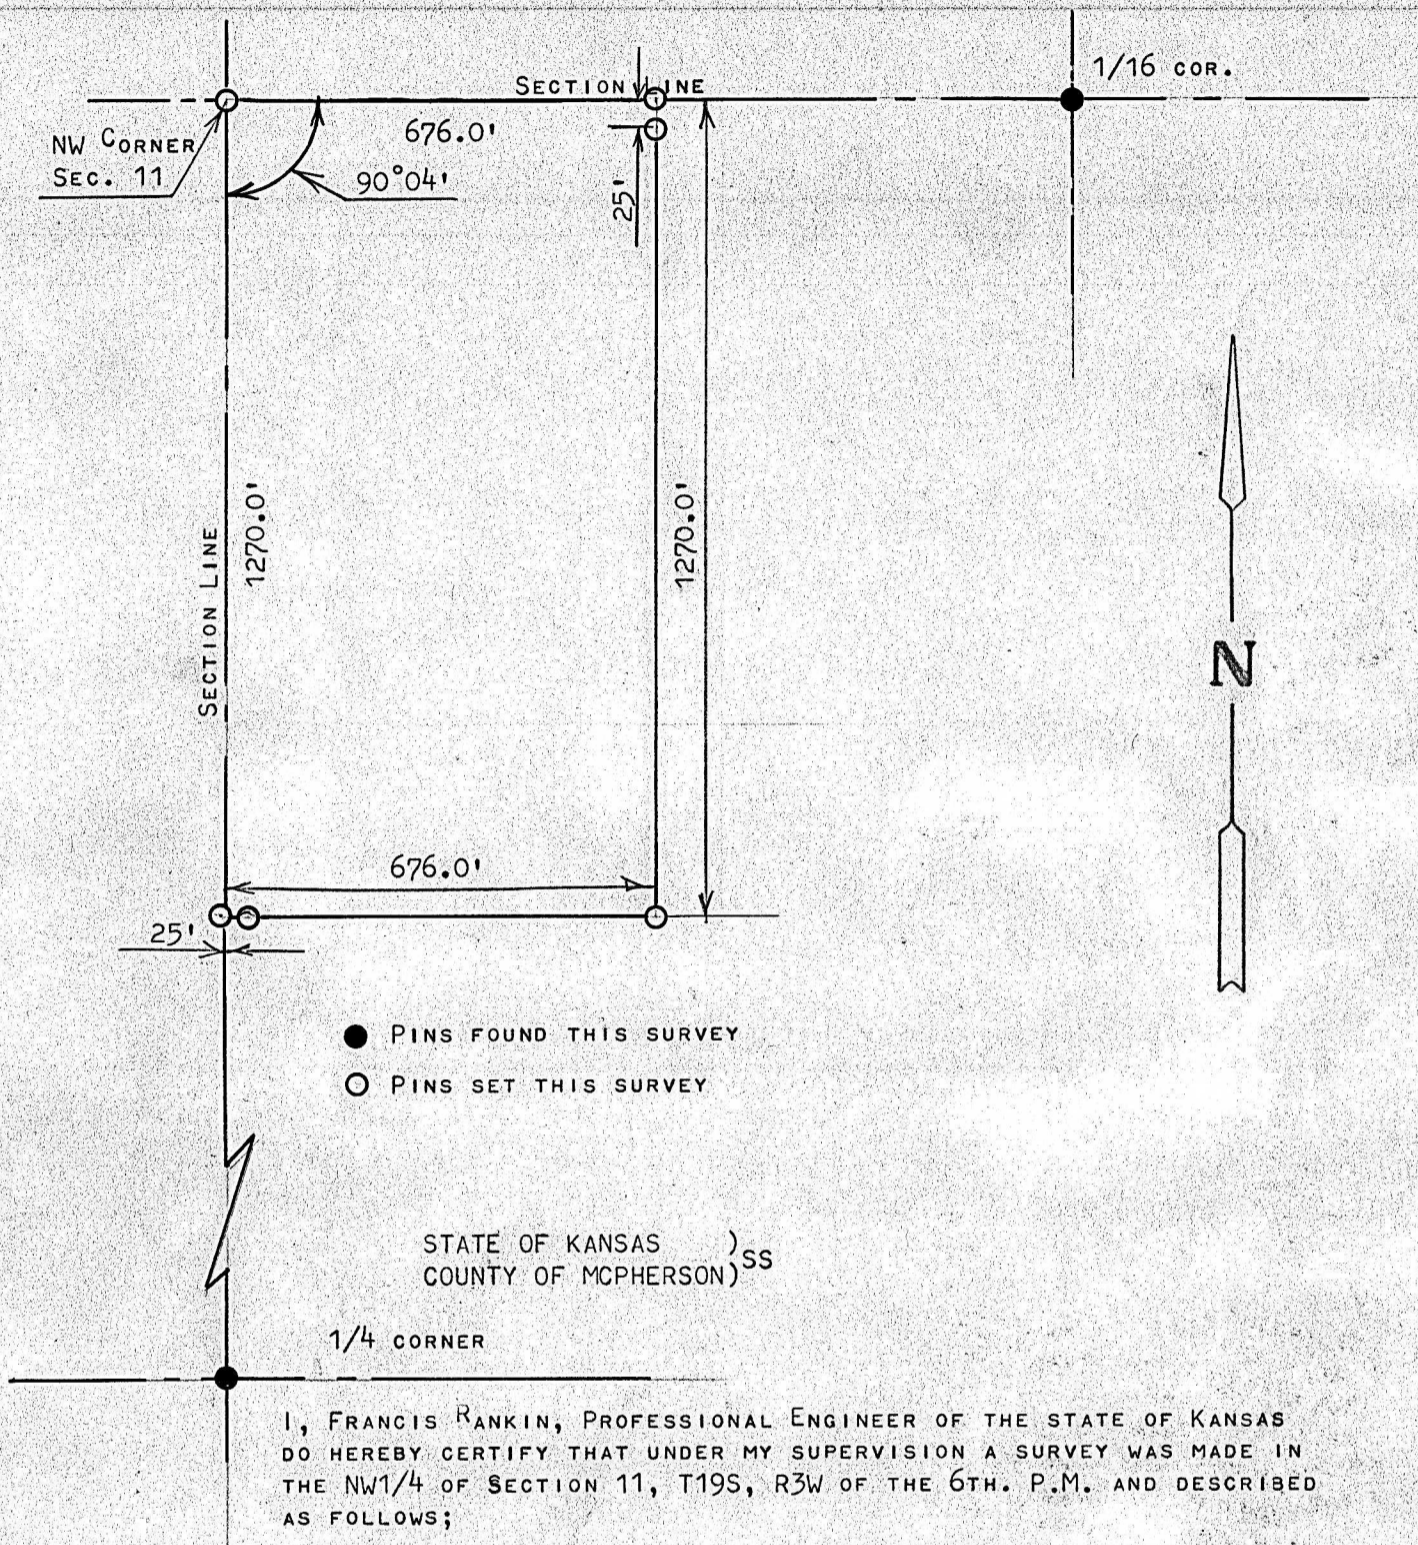 SECTION LINE
1/16 COR.
NW CORNER
SEC. 11
676.0'
90°04'
25'
SECTION LINE
1270.0'
1270.0'
N
676.0'
25'
PINS FOUND THIS SURVEY
PINS SET THIS SURVEY
STATE OF KANSAS )
COUNTY OF MCPHERSON) SS
1/4 CORNER
I, FRANCIS RANKIN, PROFESSIONAL ENGINEER OF THE STATE OF KANSAS
DO HEREBY CERTIFY THAT UNDER MY SUPERVISION A SURVEY WAS MADE IN
THE NW1/4 OF SECTION 11, T19S, R3W OF THE 6TH. P.M. AND DESCRIBED
AS FOLLOWS;